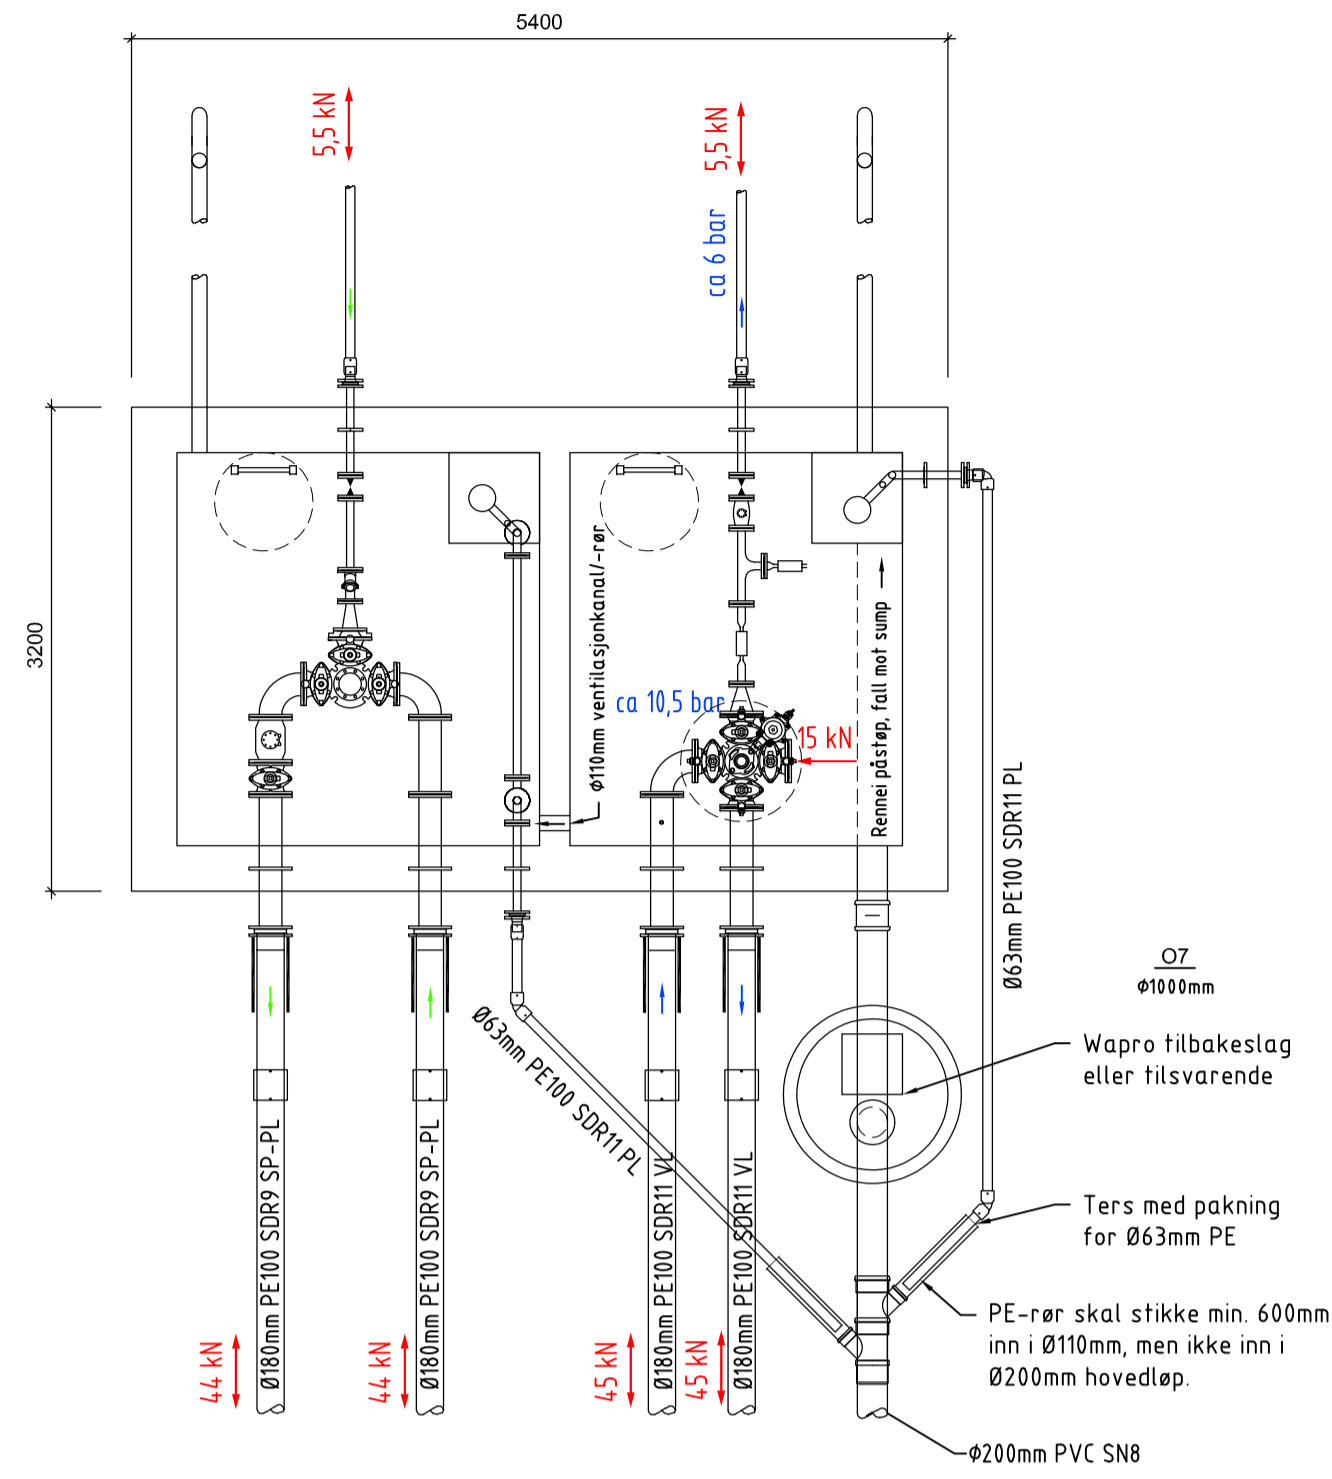 5400
5,5 kN
5,5 kN
ca 6 bar
3200
Φ110mm ventilasjonkanal/-rør
Rennei påstøp, fall mot sump
ca 10,5 bar
15 kN
Ø63mm PE100 SDR11 PL
Ø63mm PE100 SDR11 PL
O7
Φ1000mm
Wapro tilbakeslag
eller tilsvarende
Ters med pakning
for Ø63mm PE
PE-rør skal stikke min. 600mm
inn i Ø110mm, men ikke inn i
Ø200mm hovedløp.
Φ200mm PVC SN8
44 kN
Ø180mm PE100 SDR9 SP-PL
44 kN
Ø180mm PE100 SDR9 SP-PL
45 kN
Ø180mm PE100 SDR11 VL
45 kN
Ø180mm PE100 SDR11 VL